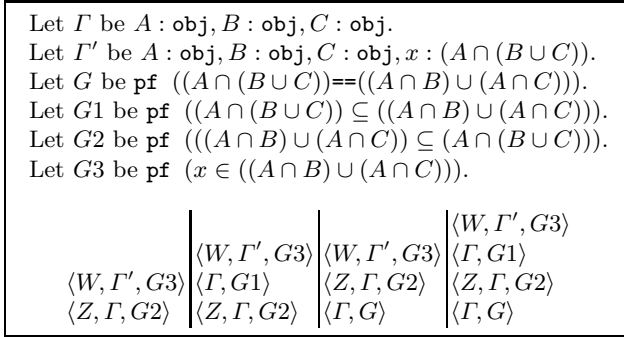 Let Γ be A : obj, B : obj, C : obj.
Let Γ′ be A : obj, B : obj, C : obj, x : (A ∩ (B ∪ C)).
Let G be pf ((A ∩ (B ∪ C))==((A ∩ B) ∪ (A ∩ C))).
Let G1 be pf ((A ∩ (B ∪ C)) ⊆ ((A ∩ B) ∪ (A ∩ C))).
Let G2 be pf (((A ∩ B) ∪ (A ∩ C)) ⊆ (A ∩ (B ∪ C))).
Let G3 be pf (x ∈ ((A ∩ B) ∪ (A ∩ C))).
⟨W, Γ′, G3⟩
⟨W, Γ′, G3⟩ ⟨W, Γ′, G3⟩ ⟨Γ, G1⟩
⟨W, Γ′, G3⟩ ⟨Γ, G1⟩ ⟨Z, Γ, G2⟩ ⟨Z, Γ, G2⟩
⟨Z, Γ, G2⟩ ⟨Z, Γ, G2⟩ ⟨Γ, G⟩ ⟨Γ, G⟩